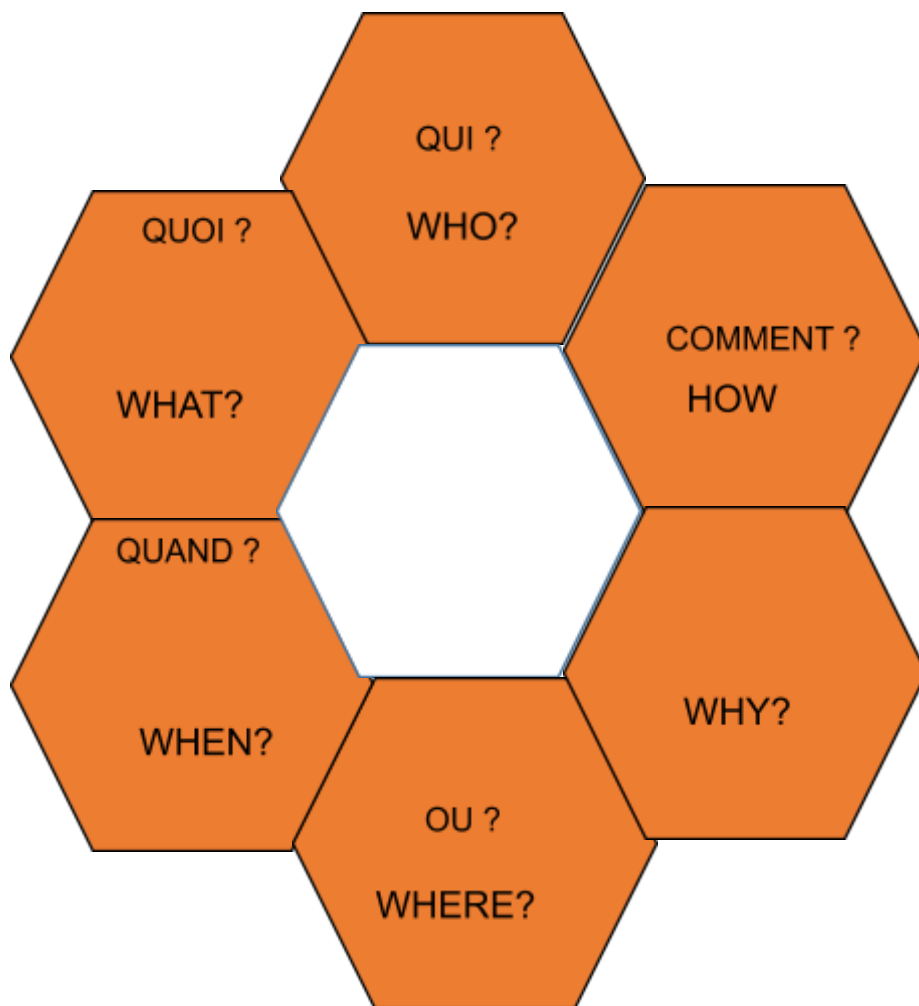 QUI ?
WHO?
QUOI ?
WHAT?
COMMENT ?
HOW
QUAND ?
WHEN?
WHY?
OU ?
WHERE?